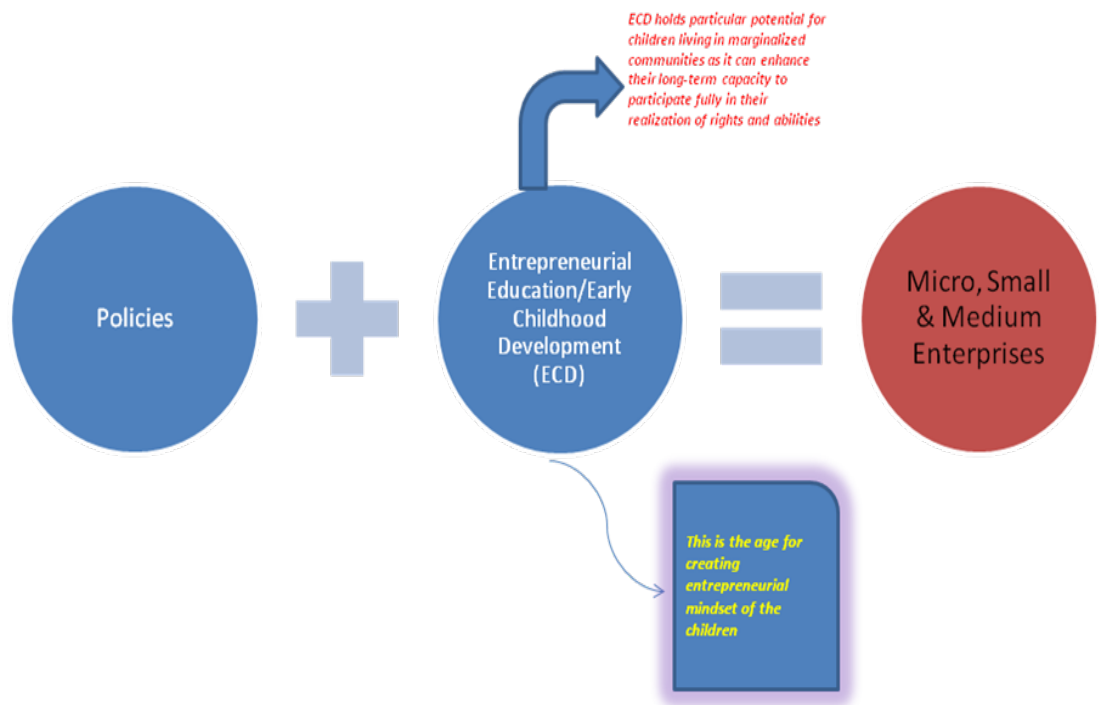 ECD holds particular potential for
children living in marginalized
communities as it can enhance
their long-term capacity to
participate fully in their
realization of rights and abilities
Policies
Entrepreneurial
Education/Early
Childhood
Development
(ECD)
Micro, Small
& Medium
Enterprises
This is the age for
creating
entrepreneurial
mindset of the
children